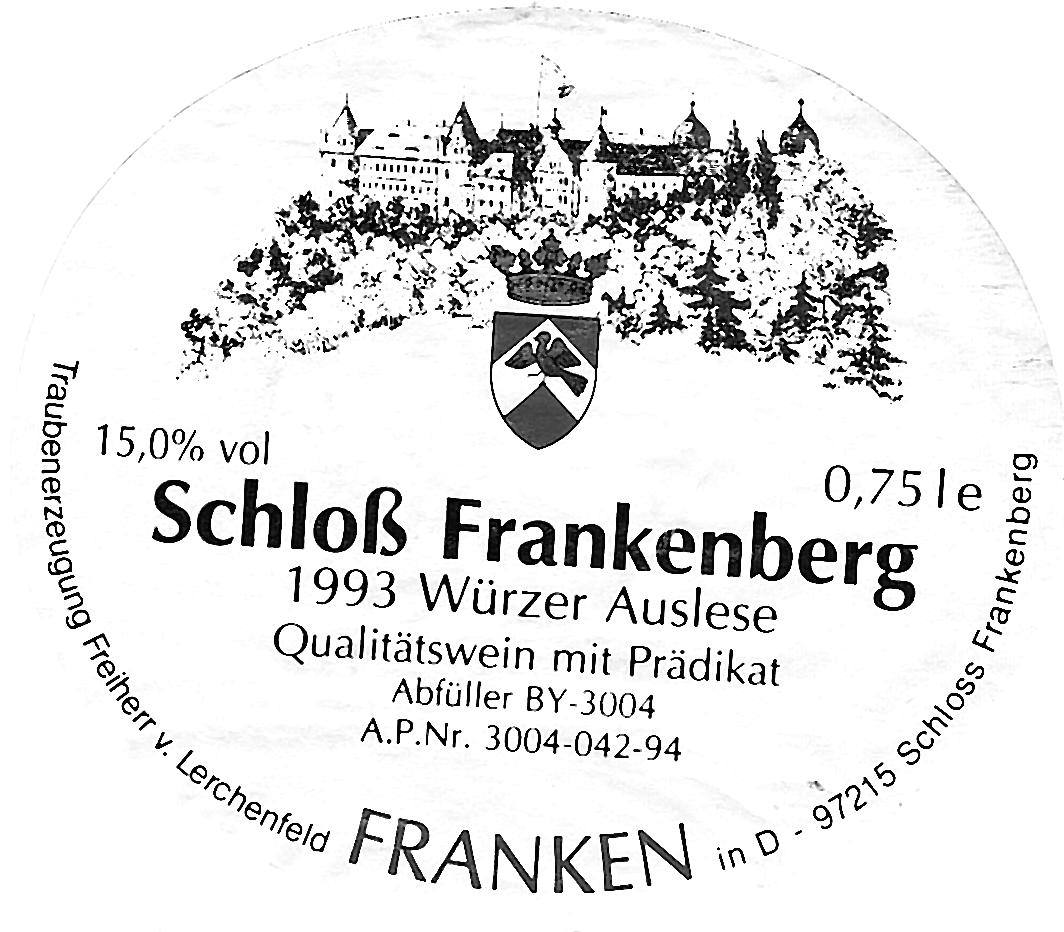 15,0% vol
0,75 l e
Schloß Frankenberg
1993 Würzer Auslese
Qualitätswein mit Prädikat
Abfüller BY-3004
A.P.Nr. 3004-042-94
Traubenerzeugung Freiherr v. Lerchenfeld
FRANKEN
in D - 97215 Schloss Frankenberg